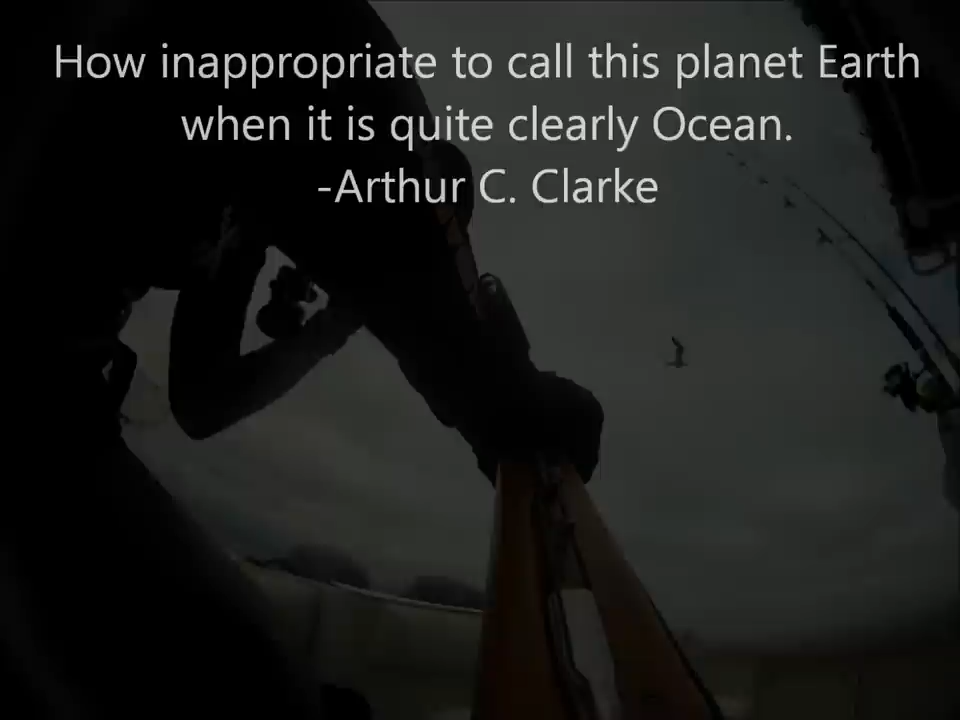 How inappropriate to call this planet Earth
when it is quite clearly Ocean.
-Arthur C. Clarke